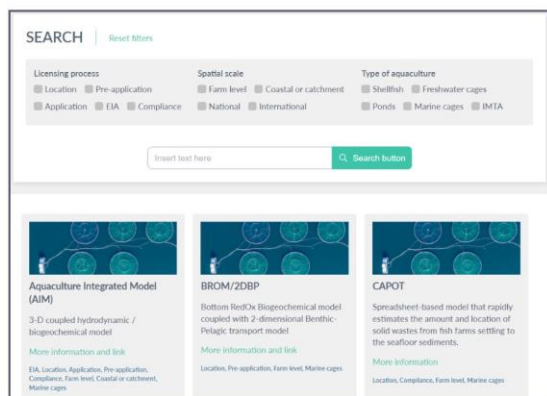 SEARCH
Reset filters
Licensing process
Location Pre-application
Application EIA Compliance
Spatial scale
Farm level Coastal or catchment
National International
Type of aquaculture
Shellfish Freshwater cages
Ponds Marine cages IMTA
Insert text here
Search button
Aquaculture Integrated Model
(AIM)
3-D coupled hydrodynamic /
biogeochemical model
More information and link
EIA, Location, Application, Pre-application,
Compliance, Farm level, Coastal or catchment,
Marine cages
BROM/2DBP
Bottom RedOx Biogeochemical model
coupled with 2-dimensional Benthic-
Pelagic transport model
More information and link
Location, Pre-application, Farm level, Marine cages
CAPOT
Spreadsheet-based model that rapidly
estimates the amount and location of
solid wastes from fish farms settling to
the seafloor sediments.
More information
Location, Compliance, Farm level, Marine cages